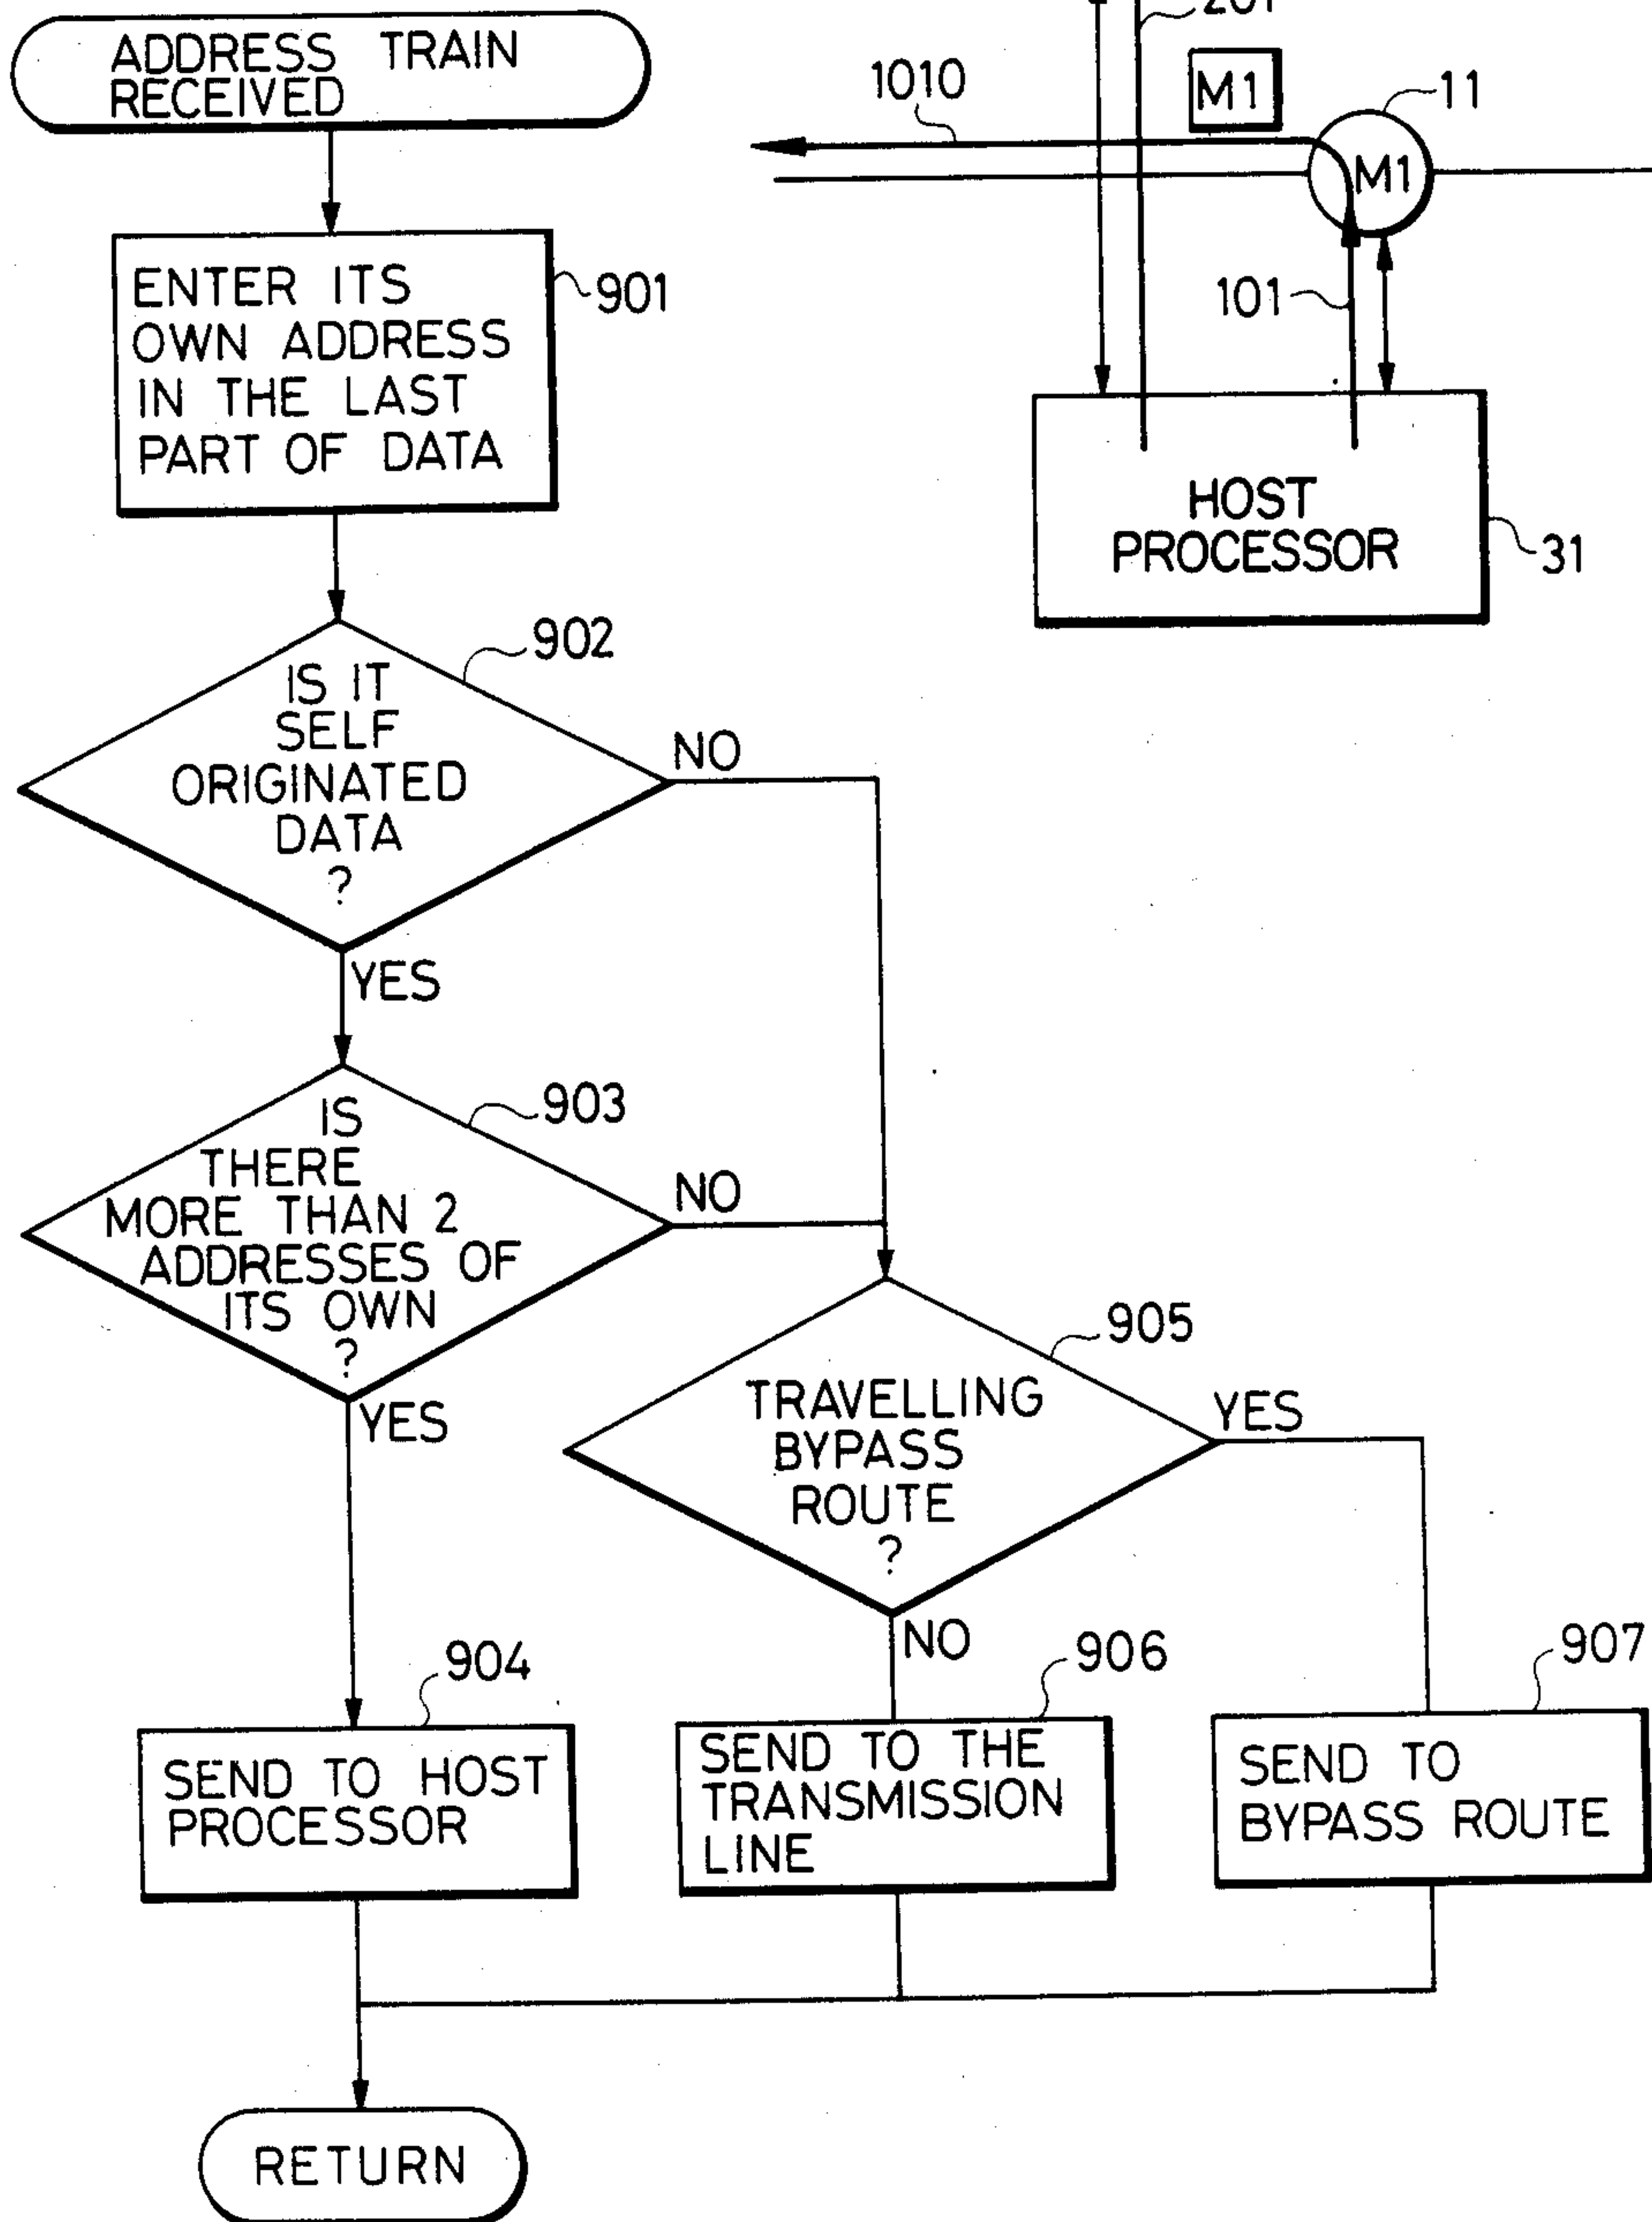 ADDRESS TRAIN
RECEIVED
ENTER ITS
OWN ADDRESS
IN THE LAST
PART OF DATA
901
IS IT
SELF
ORIGINATED
DATA
?
902
NO
YES
IS
THERE
MORE THAN 2
ADDRESSES OF
ITS OWN
?
903
NO
YES
TRAVELLING
BYPASS
ROUTE
?
905
YES
NO
904
SEND TO HOST
PROCESSOR
906
SEND TO THE
TRANSMISSION
LINE
907
SEND TO
BYPASS ROUTE
RETURN
201
1010
M1
11
M1
101
HOST
PROCESSOR
31